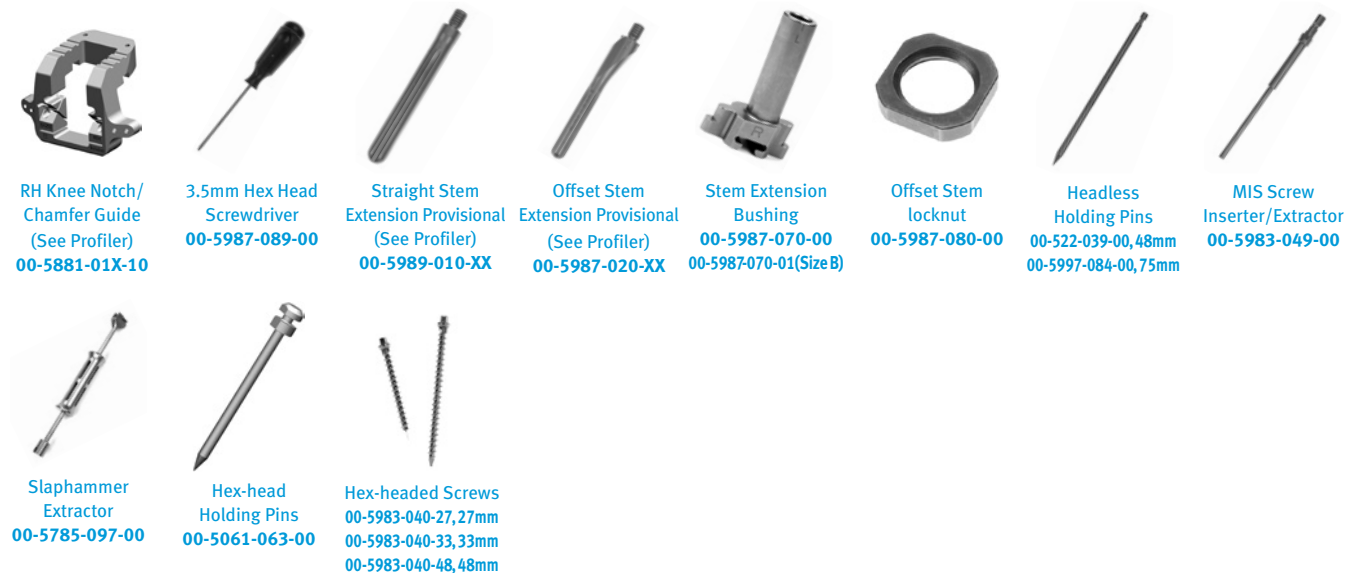 L
R
RH Knee Notch/
Chamfer Guide
(See Profiler)
00-5881-01X-10
3.5mm Hex Head
Screwdriver
00-5987-089-00
Straight Stem
Extension Provisional
(See Profiler)
00-5989-010-XX
Offset Stem
Extension Provisional
(See Profiler)
00-5987-020-XX
Stem Extension
Bushing
00-5987-070-00
00-5987-070-01(Size B)
Offset Stem
locknut
00-5987-080-00
Headless
Holding Pins
00-522-039-00, 48mm
00-5997-084-00, 75mm
MIS Screw
Inserter/Extractor
00-5983-049-00
Slaphammer
Extractor
00-5785-097-00
Hex-head
Holding Pins
00-5061-063-00
Hex-headed Screws
00-5983-040-27, 27mm
00-5983-040-33, 33mm
00-5983-040-48, 48mm